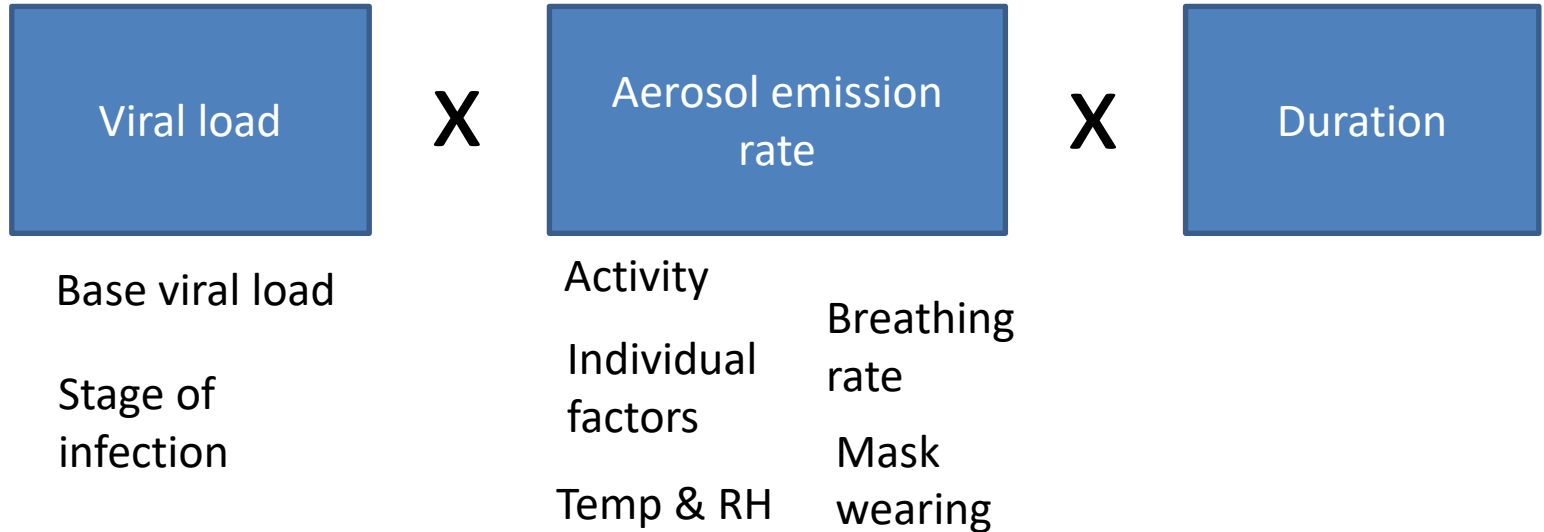 Viral load
X
Aerosol emission
rate
X
Duration
Base viral load
Stage of
infection
Activity
Individual
factors
Temp & RH
Breathing
rate
Mask
wearing